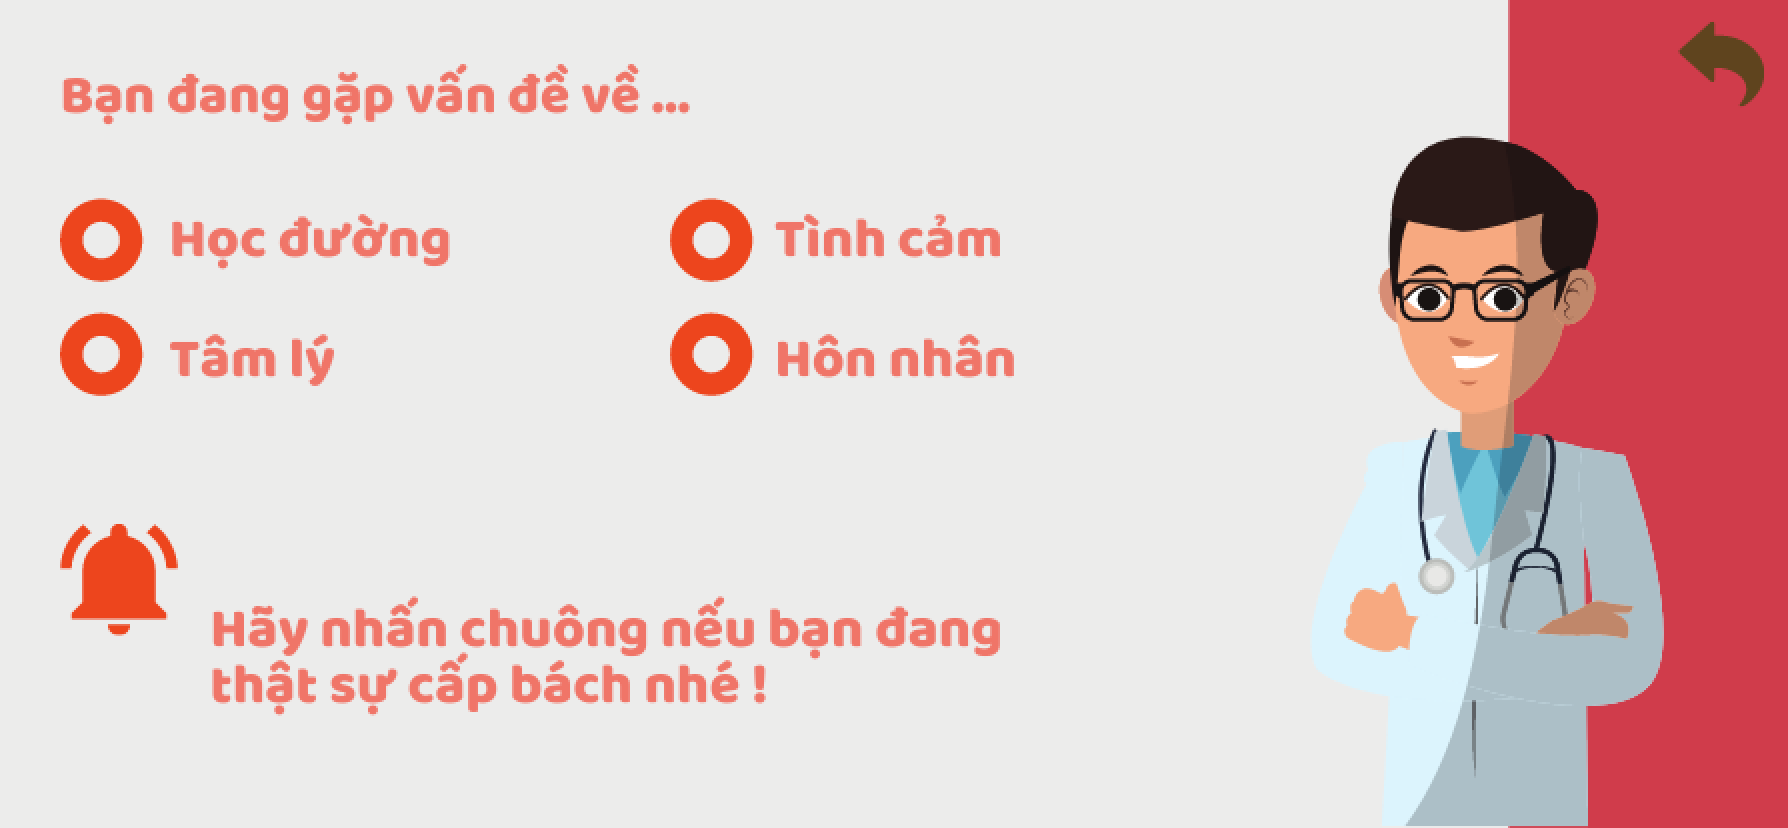 Bạn đang gặp vấn đề về ...
Học đường
Tình cảm
Tâm lý
Hôn nhân
Hãy nhấn chuông nếu bạn đang
thật sự cấp bách nhé !